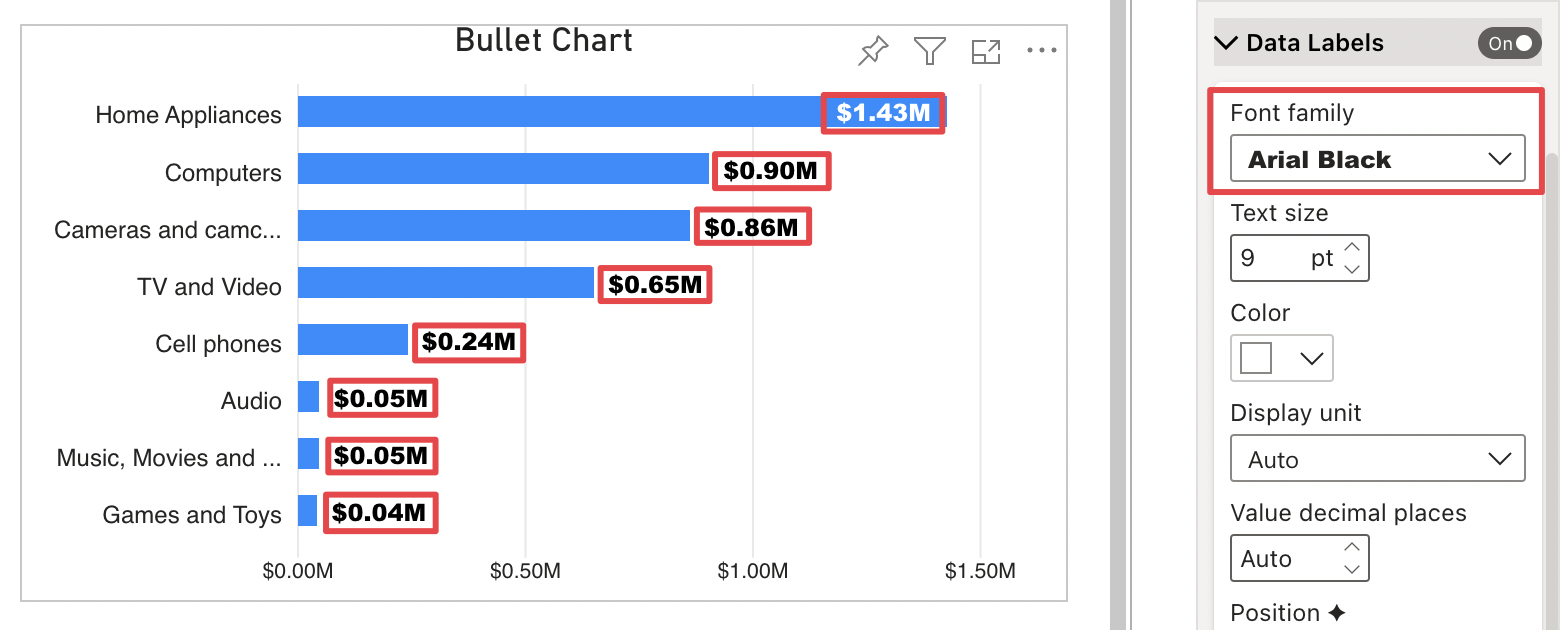 Bullet Chart
Home Appliances
$1.43M
Computers
$0.90M
Cameras and camc...
$0.86M
TV and Video
$0.65M
Cell phones
$0.24M
Audio
$0.05M
Music, Movies and ...
$0.05M
Games and Toys
$0.04M
$0.00M $0.50M $1.00M $1.50M
Data Labels
On
Font family
Arial Black
Text size
9 pt
Color
Display unit
Auto
Value decimal places
Auto
Position